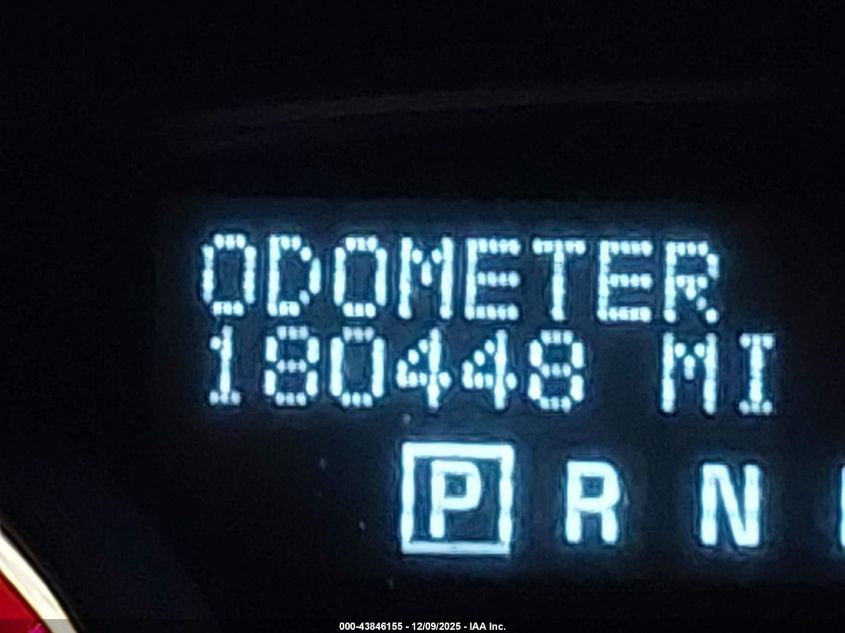 ODOMETER
180448 MI
P R N
000-43846155 - 12/09/2025 - IAA Inc.